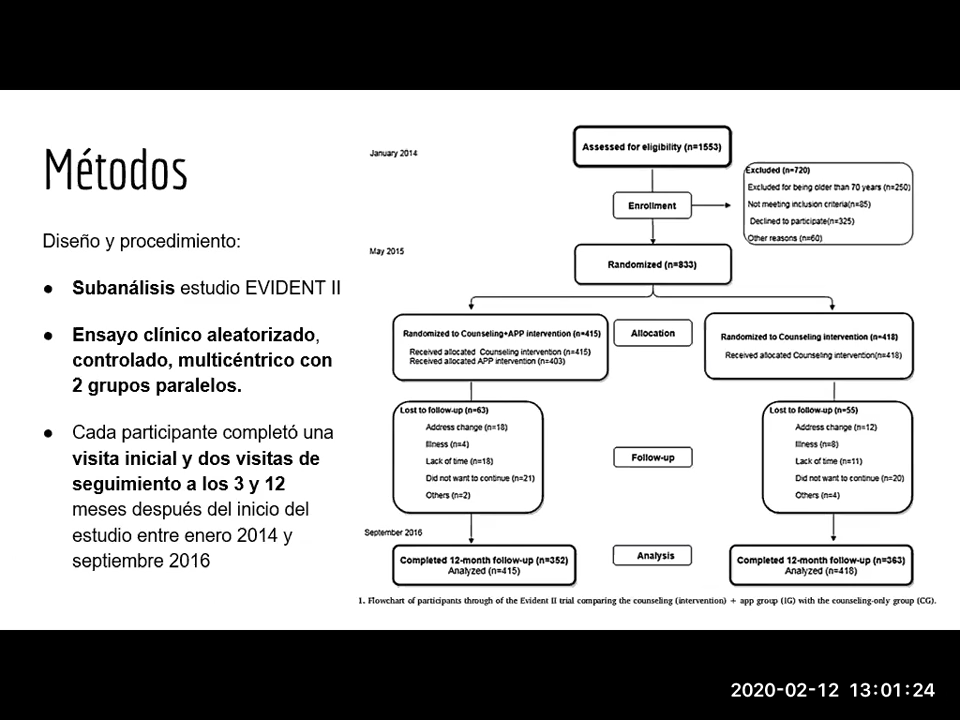 Métodos
Diseño y procedimiento:
● Subanálisis estudio EVIDENT II
● Ensayo clínico aleatorizado,
controlado, multicéntrico con
2 grupos paralelos.
● Cada participante completó una
visita inicial y dos visitas de
seguimiento a los 3 y 12
meses después del inicio del
estudio entre enero 2014 y
septiembre 2016
January 2014
Assessed for eligibility (n=1553)
Excluded (n=720)
Excluded for being older than 70 years (n=250)
Not meeting inclusion criteria(n=85)
Declined to participate(n=325)
Other reasons (n=60)
Enrollment
May 2015
Randomized (n=833)
Randomized to Counseling+APP intervention (n=415)
Received allocated Counseling intervention (n=415)
Received allocated APP intervention (n=403)
Allocation
Randomized to Counseling intervention (n=418)
Received allocated Counseling intervention(n=418)
Lost to follow-up (n=63)
Address change (n=18)
Illness (n=4)
Lack of time (n=18)
Did not want to continue (n=21)
Others (n=2)
Follow-up
Lost to follow-up (n=55)
Address change (n=12)
Illness (n=8)
Lack of time (n=11)
Did not want to continue (n=20)
Others (n=4)
September 2016
Completed 12-month follow-up (n=352)
Analyzed (n=415)
Analysis
Completed 12-month follow-up (n=363)
Analyzed (n=418)
1. Flowchart of participants through of the Evident II trial comparing the counseling (intervention) + app group (IG) with the counseling-only group (CG).
2020-02-12 13:01:24